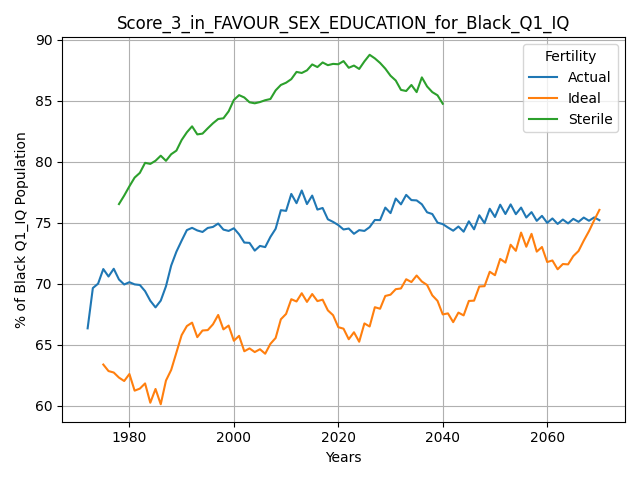 Score_3_in_FAVOUR_SEX_EDUCATION_for_Black_Q1_IQ
% of Black Q1_IQ Population
90
85
80
75
70
65
60
Fertility
Actual
Ideal
Sterile
1980
2000
2020
2040
2060
Years